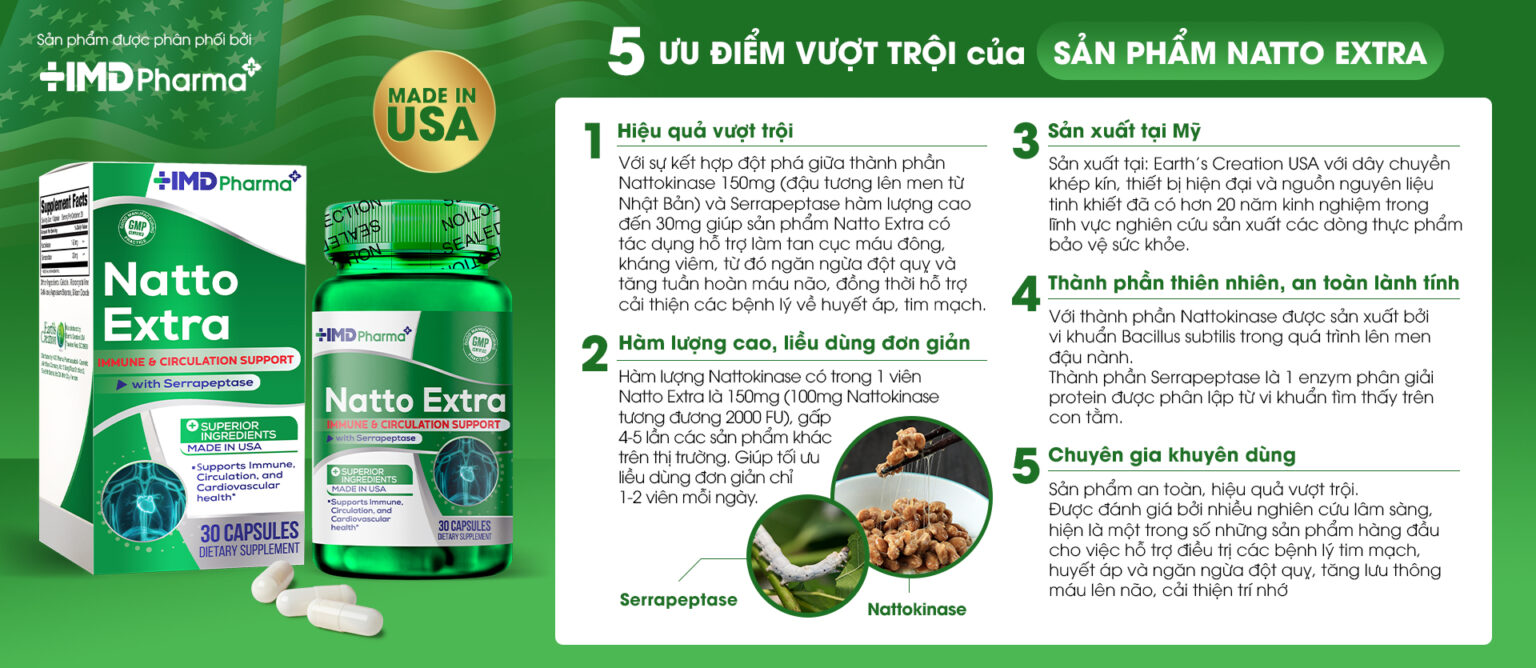 Sản phẩm được phân phối bởi
IMD Pharma
MADE IN
USA
5 ƯU ĐIỂM VƯỢT TRỘI của SẢN PHẨM NATTO EXTRA
IMD Pharma
Supplement Facts
GMP
CERTIFIED
Natto
Extra
IMMUNE & CIRCULATION SUPPORT
with Serrapeptase
SUPERIOR
INGREDIENTS
MADE IN USA
Supports Immune,
Circulation, and
Cardiovascular
health*
30 CAPSULES
DIETARY SUPPLEMENT
IMD Pharma
GMP
Natto Extra
IMMUNE & CIRCULATION SUPPORT
with Serrapeptase
SUPERIOR
INGREDIENTS
MADE IN USA
Supports Immune,
Circulation, and
Cardiovascular
health*
30 CAPSULES
DIETARY SUPPLEMENT
1 Hiệu quả vượt trội
Với sự kết hợp đột phá giữa thành phần
Nattokinase 150mg (đậu tương lên men từ
Nhật Bản) và Serrapeptase hàm lượng cao
đến 30mg giúp sản phẩm Natto Extra có
tác dụng hỗ trợ làm tan cục máu đông,
kháng viêm, từ đó ngăn ngừa đột quỵ và
tăng tuần hoàn máu não, đồng thời hỗ trợ
cải thiện các bệnh lý về huyết áp, tim mạch.
2 Hàm lượng cao, liều dùng đơn giản
Hàm lượng Nattokinase có trong 1 viên
Natto Extra là 150mg (100mg Nattokinase
tương đương 2000 FU), gấp
4-5 lần các sản phẩm khác
trên thị trường. Giúp tối ưu
liều dùng đơn giản chỉ
1-2 viên mỗi ngày.
Serrapeptase
Nattokinase
3 Sản xuất tại Mỹ
Sản xuất tại: Earth's Creation USA với dây chuyền
khép kín, thiết bị hiện đại và nguồn nguyên liệu
tinh khiết đã có hơn 20 năm kinh nghiệm trong
lĩnh vực nghiên cứu sản xuất các dòng thực phẩm
bảo vệ sức khỏe.
4 Thành phần thiên nhiên, an toàn lành tính
Với thành phần Nattokinase được sản xuất bởi
vi khuẩn Bacillus subtilis trong quá trình lên men
đậu nành.
Thành phần Serrapeptase là 1 enzym phân giải
protein được phân lập từ vi khuẩn tìm thấy trên
con tằm.
5 Chuyên gia khuyên dùng
Sản phẩm an toàn, hiệu quả vượt trội.
Được đánh giá bởi nhiều nghiên cứu lâm sàng,
hiện là một trong số những sản phẩm hàng đầu
cho việc hỗ trợ điều trị các bệnh lý tim mạch,
huyết áp và ngăn ngừa đột quỵ, tăng lưu thông
máu lên não, cải thiện trí nhớ